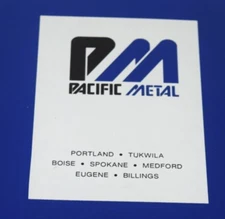 PM
PACIFIC METAL
PORTLAND • TUKWILA
BOISE • SPOKANE • MEDFORD
EUGENE • BILLINGS